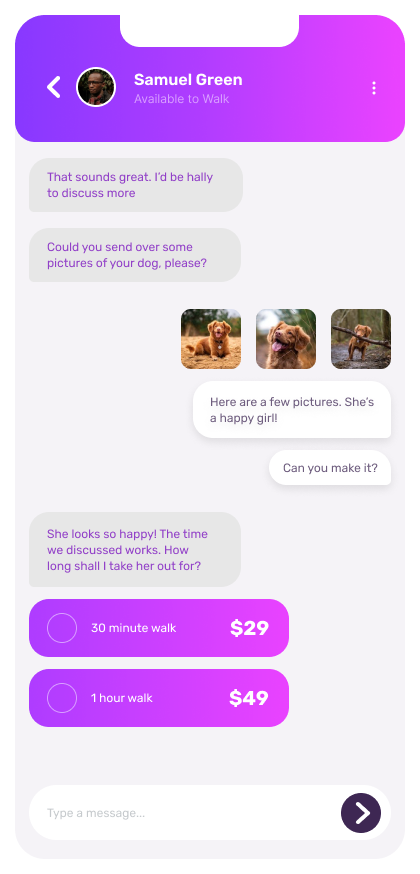 Samuel Green
Available to Walk
That sounds great. I'd be hally
to discuss more
Could you send over some
pictures of your dog, please?
Here are a few pictures. She's
a happy girl!
Can you make it?
She looks so happy! The time
we discussed works. How
long shall I take her out for?
30 minute walk $29
1 hour walk $49
Type a message...